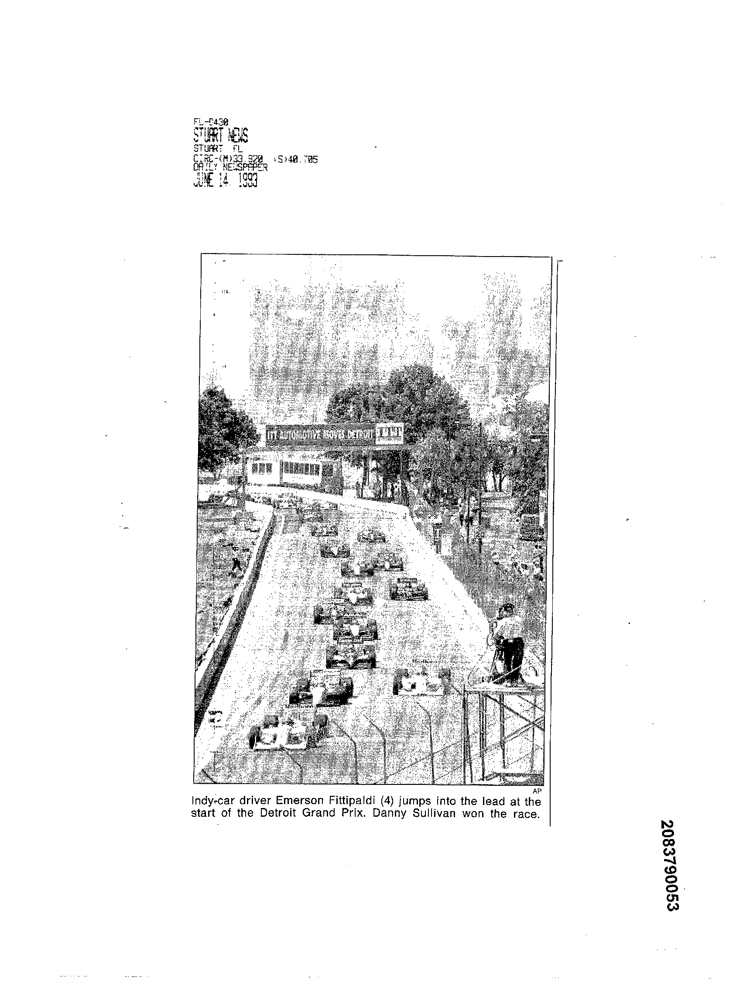 FL-0430
STUART NEWS
STUART FL
CIRC-(M)33,920 (S)40,705
DAILY NEWSPAPER
JUNE 14, 1993
ITT AUTOMOTIVE MOVES DETROIT
AP
Indy-car driver Emerson Fittipaldi (4) jumps into the lead at the
start of the Detroit Grand Prix. Danny Sullivan won the race.
2083790053